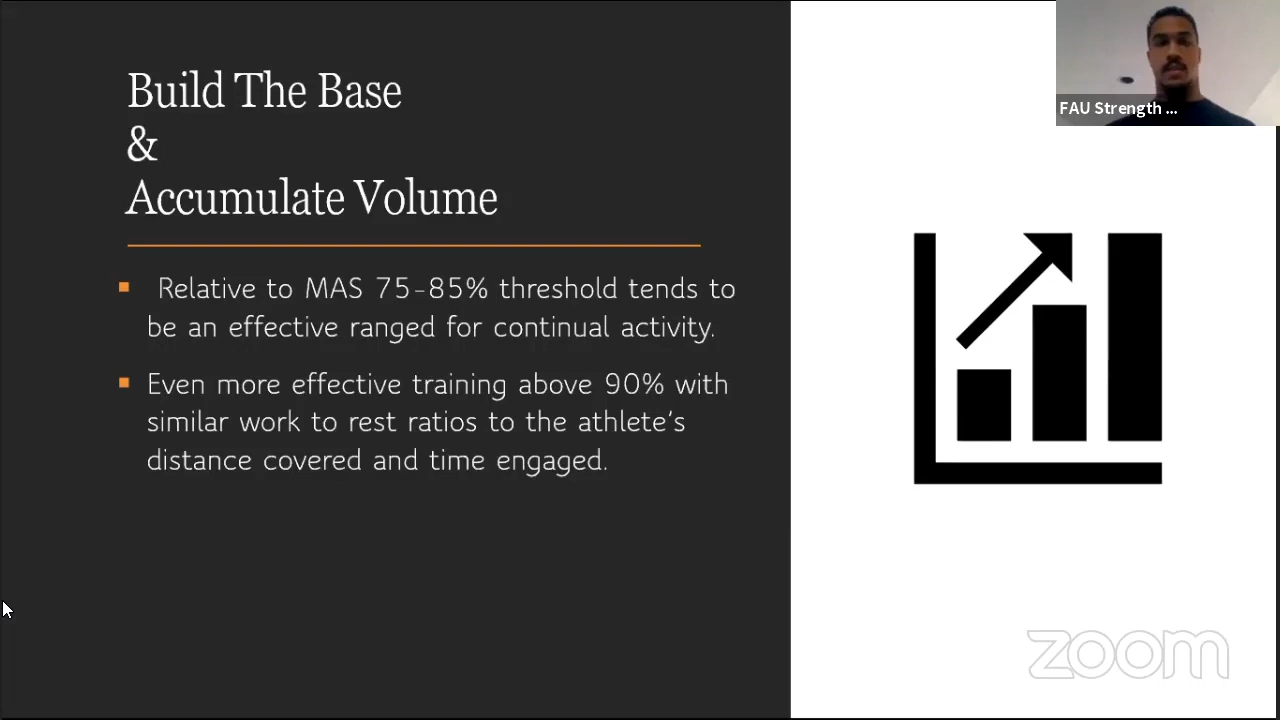 Build The Base
&
Accumulate Volume
Relative to MAS 75-85% threshold tends to
be an effective ranged for continual activity.
Even more effective training above 90% with
similar work to rest ratios to the athlete's
distance covered and time engaged.
FAU Strength ...
zoom